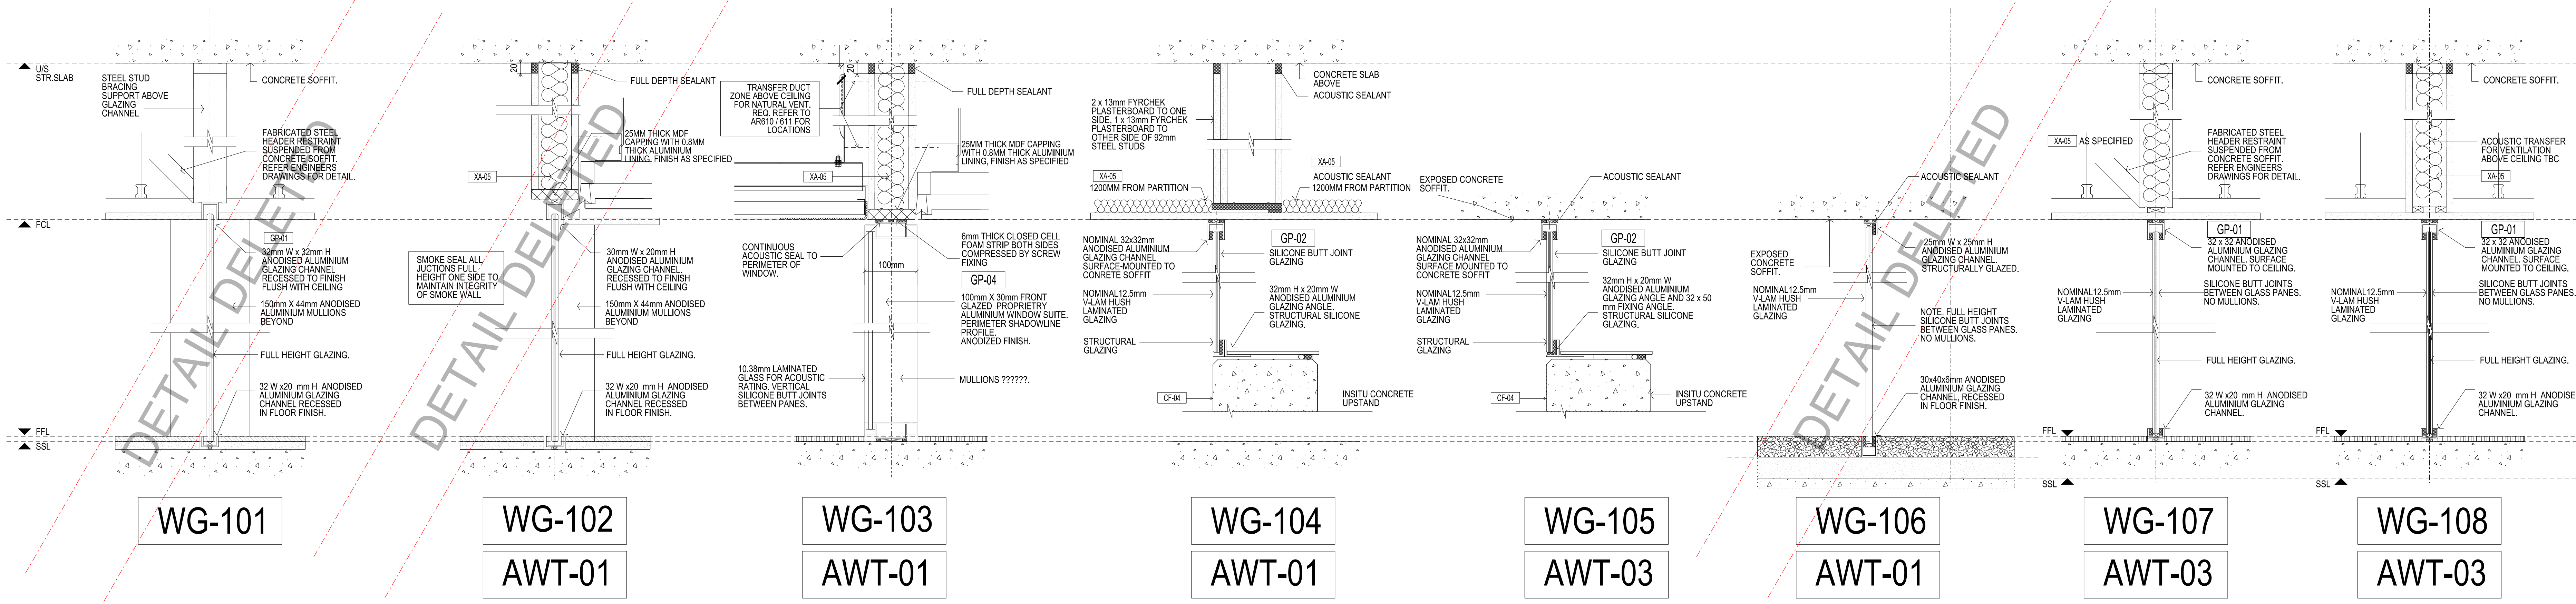 U/S
STR.SLAB
FCL
FFL
SSL
STEEL STUD
BRACING
SUPPORT ABOVE
GLAZING
CHANNEL
CONCRETE SOFFIT.
FABRICATED STEEL
HEADER RESTRAINT
SUSPENDED FROM
CONCRETE SOFFIT.
REFER ENGINEERS
DRAWINGS FOR DETAIL.
GP-01
32mm W x 32mm H
ANODISED ALUMINIUM
GLAZING CHANNEL
RECESSED TO FINISH
FLUSH WITH CEILING
150mm X 44mm ANODISED
ALUMINIUM MULLIONS
BEYOND
FULL HEIGHT GLAZING.
32 W x20 mm H ANODISED
ALUMINIUM GLAZING
CHANNEL RECESSED
IN FLOOR FINISH.
DETAIL DELETED
WG-101
20
FULL DEPTH SEALANT
25MM THICK MDF
CAPPING WITH 0.8MM
THICK ALUMINIUM
LINING, FINISH AS SPECIFIED
XA-05
SMOKE SEAL ALL
JUCTIONS FULL
HEIGHT ONE SIDE TO
MAINTAIN INTEGRITY
OF SMOKE WALL
30mm W x 20mm H
ANODISED ALUMINIUM
GLAZING CHANNEL.
RECESSED TO FINISH
FLUSH WITH CEILING
150mm X 44mm ANODISED
ALUMINIUM MULLIONS
BEYOND
FULL HEIGHT GLAZING.
32 W x20 mm H ANODISED
ALUMINIUM GLAZING
CHANNEL RECESSED
IN FLOOR FINISH.
DETAIL DELETED
WG-102
AWT-01
TRANSFER DUCT
ZONE ABOVE CEILING
FOR NATURAL VENT.
REQ. REFER TO
AR610 / 611 FOR
LOCATIONS
20
FULL DEPTH SEALANT
25MM THICK MDF CAPPING
WITH 0.8MM THICK ALUMINIUM
LINING, FINISH AS SPECIFIED
XA-05
CONTINUOUS
ACOUSTIC SEAL TO
PERIMETER OF
WINDOW.
6mm THICK CLOSED CELL
FOAM STRIP BOTH SIDES
COMPRESSED BY SCREW
FIXING
100mm
GP-04
100mm X 30mm FRONT
GLAZED PROPRIETRY
ALUMINIUM WINDOW SUITE.
PERIMETER SHADOWLINE
PROFILE.
ANODIZED FINISH.
10.38mm LAMINATED
GLASS FOR ACOUSTIC
RATING. VERTICAL
SILICONE BUTT JOINTS
BETWEEN PANES.
MULLIONS ??????.
WG-103
AWT-01
CONCRETE SLAB
ABOVE
ACOUSTIC SEALANT
2 x 13mm FYRCHEK
PLASTERBOARD TO ONE
SIDE, 1 x 13mm FYRCHEK
PLASTERBOARD TO
OTHER SIDE OF 92mm
STEEL STUDS
XA-05
1200MM FROM PARTITION
XA-05
ACOUSTIC SEALANT
1200MM FROM PARTITION
NOMINAL 32x32mm
ANODISED ALUMINIUM
GLAZING CHANNEL
SURFACE-MOUNTED TO
CONRETE SOFFIT
GP-02
SILICONE BUTT JOINT
GLAZING
NOMINAL12.5mm
V-LAM HUSH
LAMINATED
GLAZING
32mm H x 20mm W
ANODISED ALUMINIUM
GLAZING ANGLE.
STRUCTURAL SILICONE
GLAZING.
STRUCTURAL
GLAZING
CF-04
INSITU CONCRETE
UPSTAND
WG-104
AWT-01
EXPOSED CONCRETE
SOFFIT.
ACOUSTIC SEALANT
NOMINAL 32x32mm
ANODISED ALUMINIUM
GLAZING CHANNEL
SURFACE MOUNTED TO
CONCRETE SOFFIT
GP-02
SILICONE BUTT JOINT
GLAZING
NOMINAL12.5mm
V-LAM HUSH
LAMINATED
GLAZING
32mm H x 20mm W
ANODISED ALUMINIUM
GLAZING ANGLE AND 32 x 50
mm FIXING ANGLE.
STRUCTURAL SILICONE
GLAZING.
STRUCTURAL
GLAZING
CF-04
INSITU CONCRETE
UPSTAND
WG-105
AWT-03
ACOUSTIC SEALANT
EXPOSED
CONCRETE
SOFFIT.
25mm W x 25mm H
ANODISED ALUMINIUM
GLAZING CHANNEL.
STRUCTURALLY GLAZED.
NOMINAL12.5mm
V-LAM HUSH
LAMINATED
GLAZING
NOTE, FULL HEIGHT
SILICONE BUTT JOINTS
BETWEEN GLASS PANES.
NO MULLIONS.
30x40x6mm ANODISED
ALUMINIUM GLAZING
CHANNEL, RECESSED
IN FLOOR FINISH.
DETAIL DELETED
WG-106
AWT-01
CONCRETE SOFFIT.
XA-05 AS SPECIFIED
FABRICATED STEEL
HEADER RESTRAINT
SUSPENDED FROM
CONCRETE SOFFIT.
REFER ENGINEERS
DRAWINGS FOR DETAIL.
GP-01
32 x 32 ANODISED
ALUMINIUM GLAZING
CHANNEL. SURFACE
MOUNTED TO CEILING.
NOMINAL12.5mm
V-LAM HUSH
LAMINATED
GLAZING
SILICONE BUTT JOINTS
BETWEEN GLASS PANES.
NO MULLIONS.
FULL HEIGHT GLAZING.
32 W x20 mm H ANODISED
ALUMINIUM GLAZING
CHANNEL.
FFL
SSL
WG-107
AWT-03
CONCRETE SOFFIT.
ACOUSTIC TRANSFER
FOR VENTILATION
ABOVE CEILING TBC
XA-05
GP-01
32 x 32 ANODISED
ALUMINIUM GLAZING
CHANNEL. SURFACE
MOUNTED TO CEILING.
NOMINAL12.5mm
V-LAM HUSH
LAMINATED
GLAZING
SILICONE BUTT JOINTS
BETWEEN GLASS PANES.
NO MULLIONS.
FULL HEIGHT GLAZING.
32 W x20 mm H ANODISE
ALUMINIUM GLAZING
CHANNEL.
FFL
SSL
WG-108
AWT-03